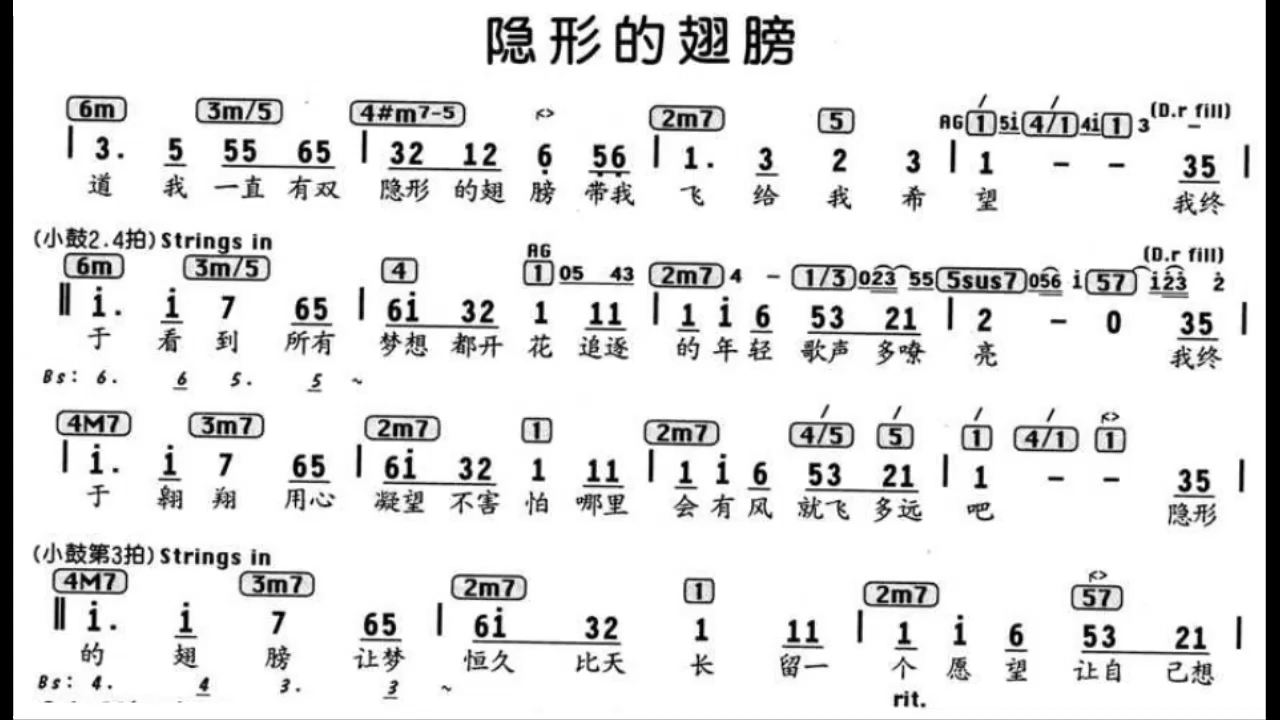 隐形的翅膀
6m 3m/5 4#m7-5 <> 2m7 5 AG 1 5i 4/1 4i 1 3 (D.r fill) –
| 3. 5 55 65 | 32 12 6 56 | 1. 3 2 3 | 1 – – 35 |
道 我 一直 有双 隐形 的翅 膀 带我 飞 给 我 希 望 我终
(小鼓2.4拍) Strings in AG (D.r fill)
6m 3m/5 4 1 05 43 2m7 4 – 1/3 023 55 5sus7 056 i 57 i23 2
‖ i. i 7 65 | 6i 32 1 11 | 1 i 6 53 21 | 2 – 0 35 |
于 看 到 所有 梦想 都开 花 追逐 的 年 轻 歌声 多嘹 亮 我终
Bs: 6. 6 5. 5 ~
4M7 3m7 2m7 1 2m7 4/5 5 1 4/1 1
| i. i 7 65 | 6i 32 1 11 | 1 i 6 53 21 | 1 – – 35 |
于 翱 翔 用心 凝望 不害 怕 哪里 会 有 风 就飞 多远 吧 隐形
(小鼓第3拍) Strings in
4M7 3m7 2m7 1 2m7 57
‖ i. i 7 65 | 6i 32 1 11 | 1 i 6 53 21 |
的 翅 膀 让梦 恒久 比天 长 留一 个 愿 望 让自 己想
Bs: 4. 4 3. 3 ~ rit.